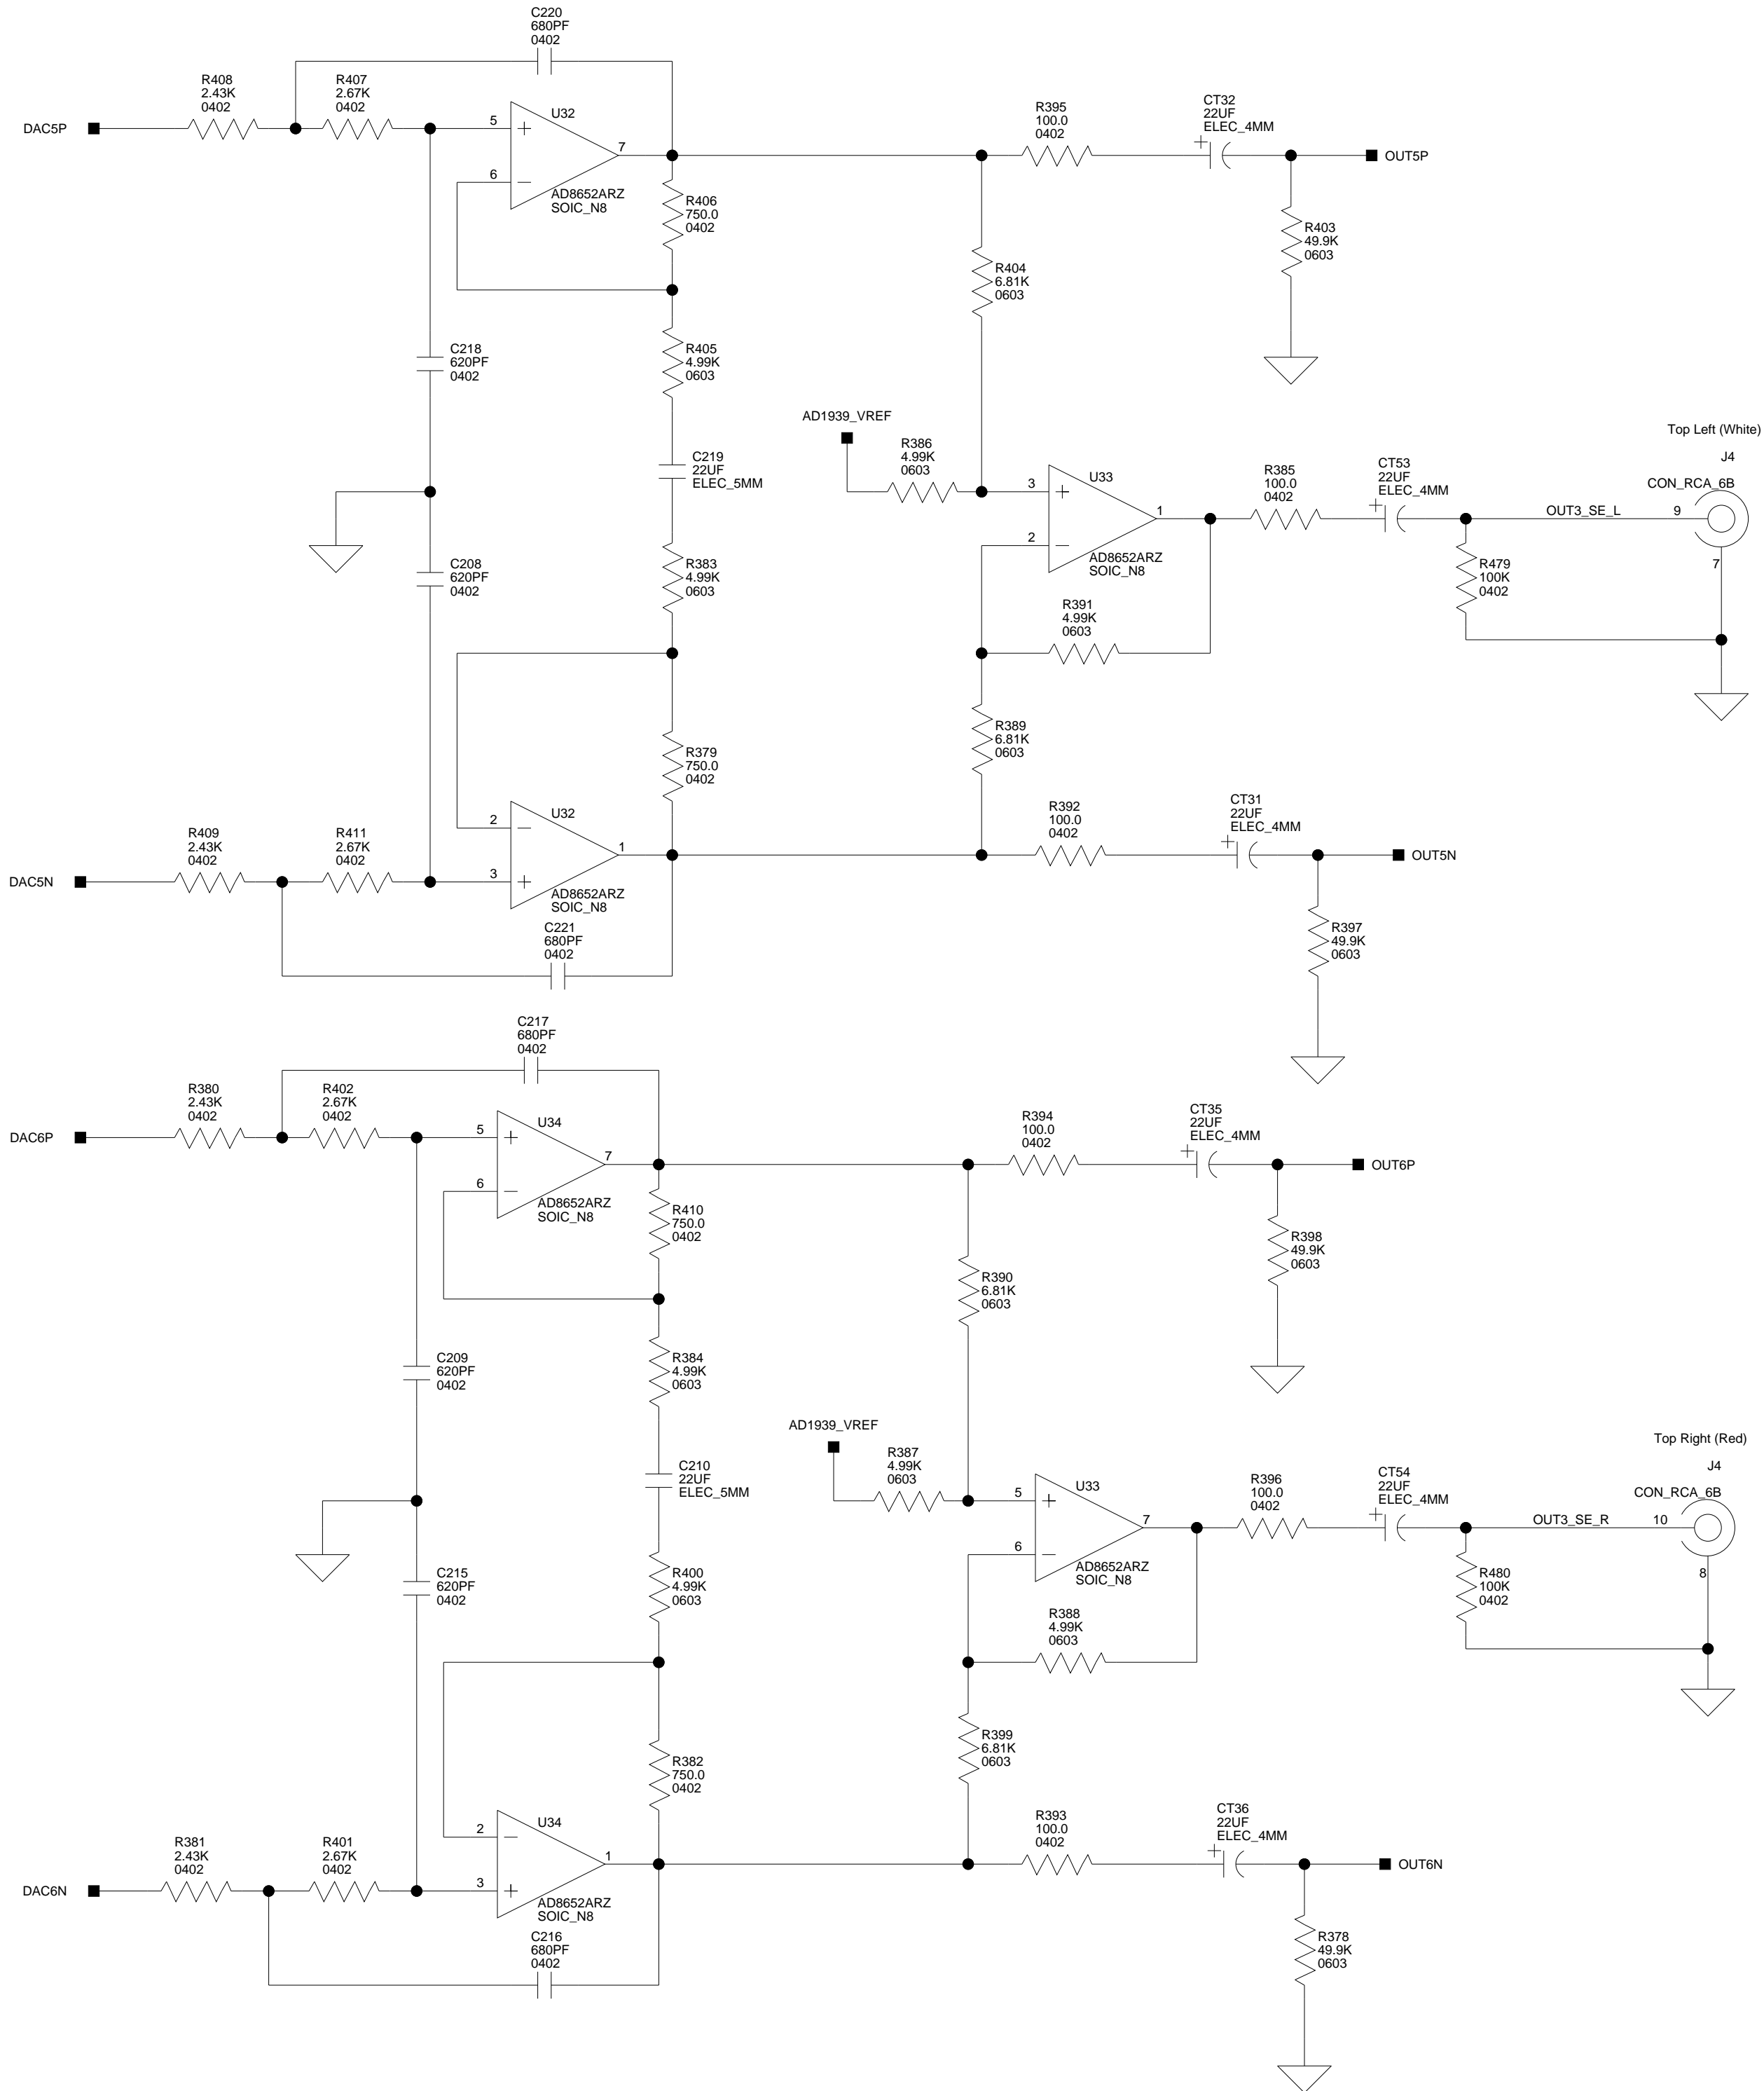 C220
680PF
0402
R408
2.43K
0402
R407
2.67K
0402
DAC5P
5
6
7
U32
AD8652ARZ
SOIC_N8
R406
750.0
0402
R395
100.0
0402
CT32
22UF
ELEC_4MM
OUT5P
R403
49.9K
0603
R404
6.81K
0603
C218
620PF
0402
R405
4.99K
0603
AD1939_VREF
R386
4.99K
0603
C219
22UF
ELEC_5MM
3
2
1
U33
AD8652ARZ
SOIC_N8
R385
100.0
0402
CT53
22UF
ELEC_4MM
Top Left (White)
J4
CON_RCA_6B
OUT3_SE_L
9
7
R479
100K
0402
C208
620PF
0402
R383
4.99K
0603
R391
4.99K
0603
R389
6.81K
0603
R379
750.0
0402
R409
2.43K
0402
R411
2.67K
0402
DAC5N
2
3
1
U32
AD8652ARZ
SOIC_N8
C221
680PF
0402
R392
100.0
0402
CT31
22UF
ELEC_4MM
OUT5N
R397
49.9K
0603
C217
680PF
0402
R380
2.43K
0402
R402
2.67K
0402
DAC6P
5
6
7
U34
AD8652ARZ
SOIC_N8
R410
750.0
0402
R394
100.0
0402
CT35
22UF
ELEC_4MM
OUT6P
R398
49.9K
0603
R390
6.81K
0603
C209
620PF
0402
R384
4.99K
0603
AD1939_VREF
R387
4.99K
0603
C210
22UF
ELEC_5MM
5
6
7
U33
AD8652ARZ
SOIC_N8
R396
100.0
0402
CT54
22UF
ELEC_4MM
Top Right (Red)
J4
CON_RCA_6B
OUT3_SE_R
10
8
R480
100K
0402
C215
620PF
0402
R400
4.99K
0603
R388
4.99K
0603
R399
6.81K
0603
R382
750.0
0402
R381
2.43K
0402
R401
2.67K
0402
DAC6N
2
3
1
U34
AD8652ARZ
SOIC_N8
C216
680PF
0402
R393
100.0
0402
CT36
22UF
ELEC_4MM
OUT6N
R378
49.9K
0603